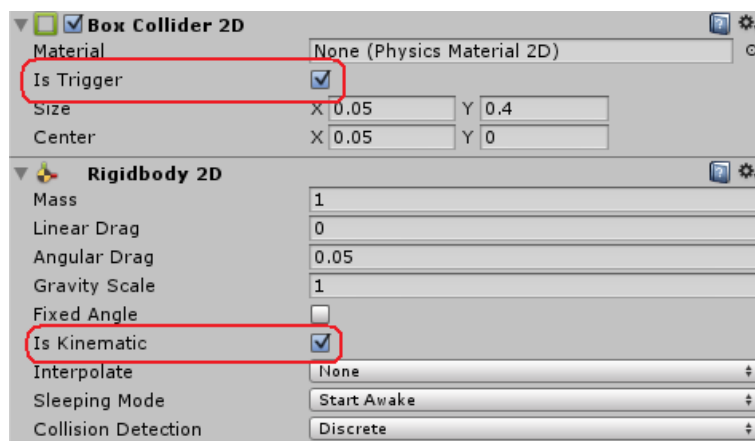 Box Collider 2D
Material None (Physics Material 2D)
Is Trigger
Size X 0.05 Y 0.4
Center X 0.05 Y 0
Rigidbody 2D
Mass 1
Linear Drag 0
Angular Drag 0.05
Gravity Scale 1
Fixed Angle
Is Kinematic
Interpolate None
Sleeping Mode Start Awake
Collision Detection Discrete